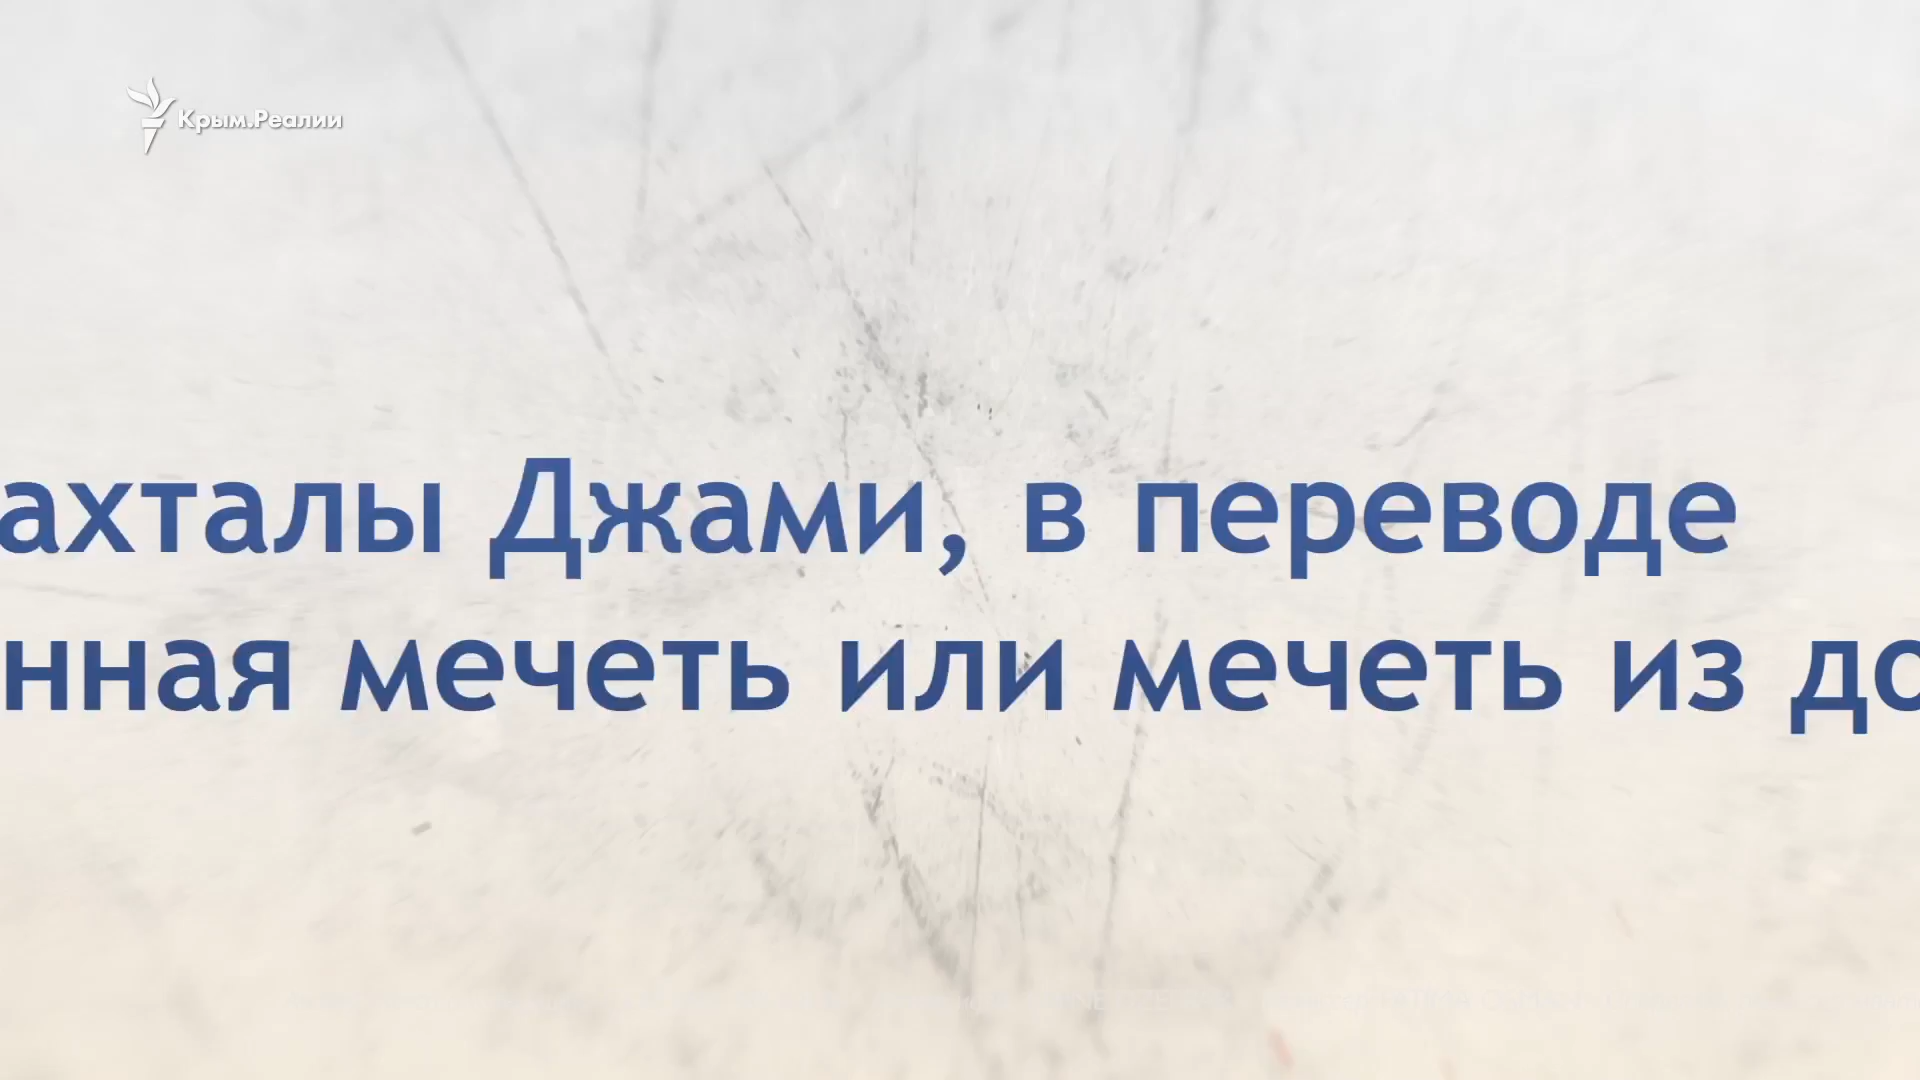 Крым.Реалии
ахталы Джами, в переводе
нная мечеть или мечеть из до